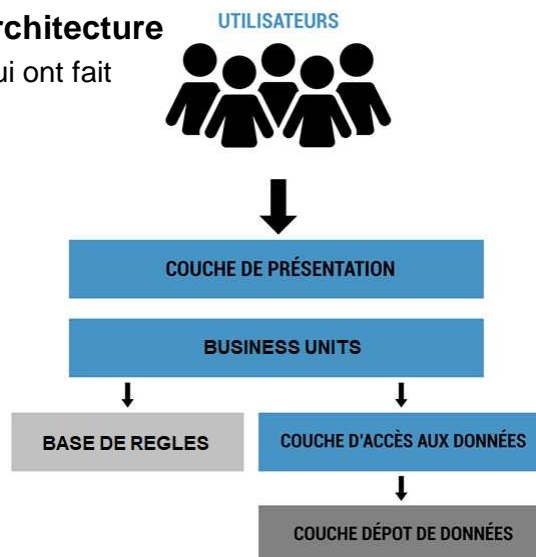 rchitecture
UTILISATEURS
ui ont fait
COUCHE DE PRÉSENTATION
BUSINESS UNITS
BASE DE REGLES
COUCHE D'ACCÈS AUX DONNÉES
COUCHE DÉPOT DE DONNÉES